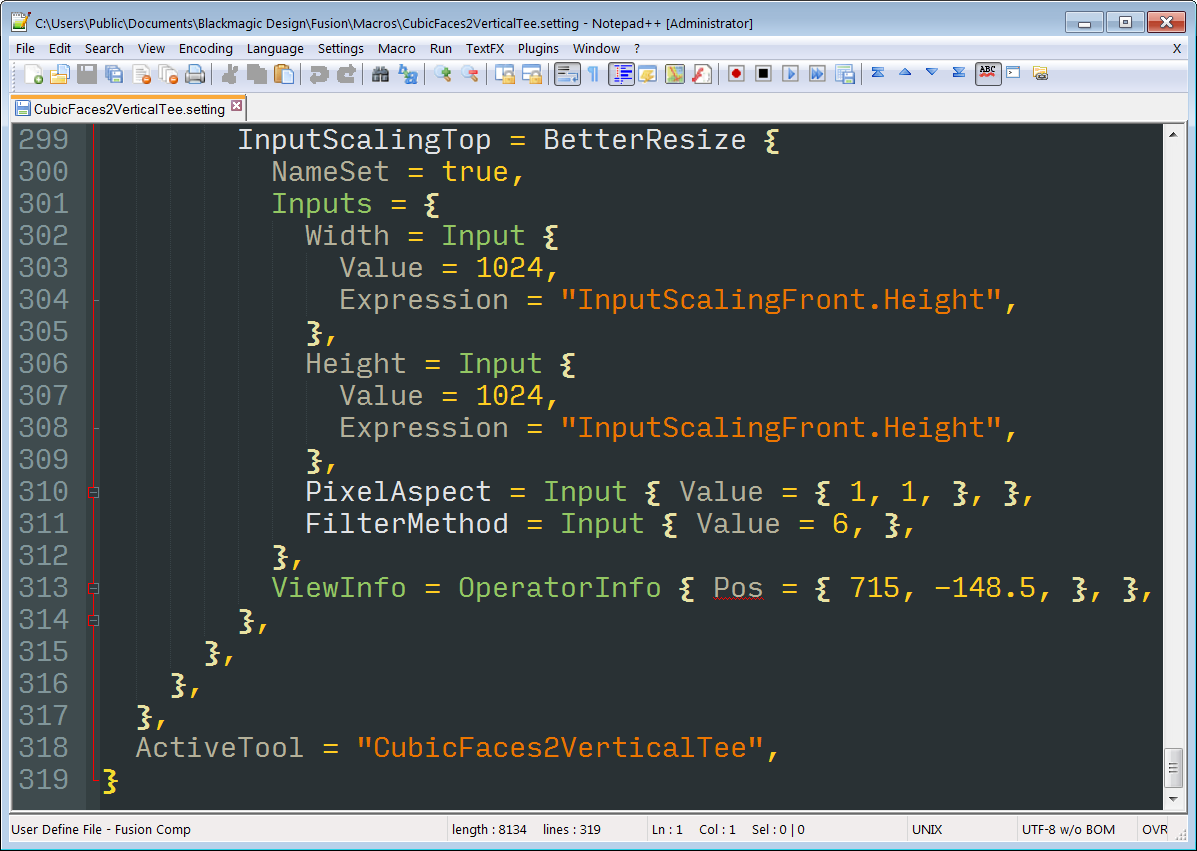 C:\Users\Public\Documents\Blackmagic Design\Fusion\Macros\CubicFaces2VerticalTee.setting - Notepad++ [Administrator]
File Edit Search View Encoding Language Settings Macro Run TextFX Plugins Window ? X
ABC
CubicFaces2VerticalTee.setting
299 InputScalingTop = BetterResize {
300 NameSet = true,
301 Inputs = {
302 Width = Input {
303 Value = 1024,
304 Expression = "InputScalingFront.Height",
305 },
306 Height = Input {
307 Value = 1024,
308 Expression = "InputScalingFront.Height",
309 },
310 PixelAspect = Input { Value = { 1, 1, }, },
311 FilterMethod = Input { Value = 6, },
312 },
313 ViewInfo = OperatorInfo { Pos = { 715, -148.5, }, },
314 },
315 },
316 },
317 },
318 ActiveTool = "CubicFaces2VerticalTee",
319 }
User Define File - Fusion Comp length : 8134 lines : 319 Ln : 1 Col : 1 Sel : 0 | 0 UNIX UTF-8 w/o BOM OVR